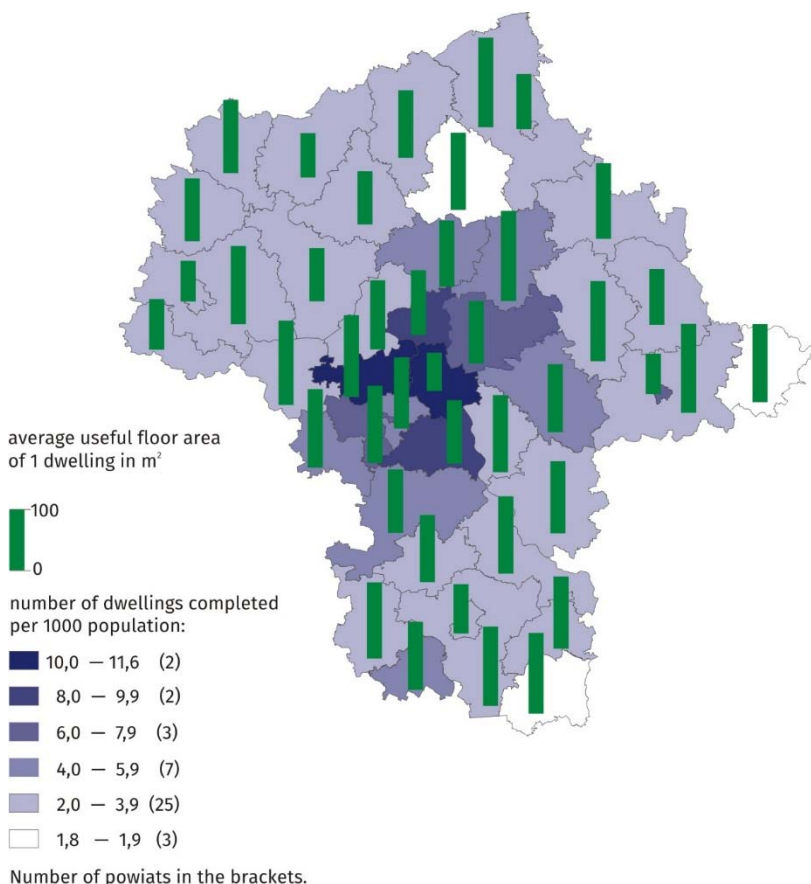 average useful floor area
of 1 dwelling in m²
100
0
number of dwellings completed
per 1000 population:
10,0 — 11,6 (2)
8,0 — 9,9 (2)
6,0 — 7,9 (3)
4,0 — 5,9 (7)
2,0 — 3,9 (25)
1,8 — 1,9 (3)
Number of powiats in the brackets.